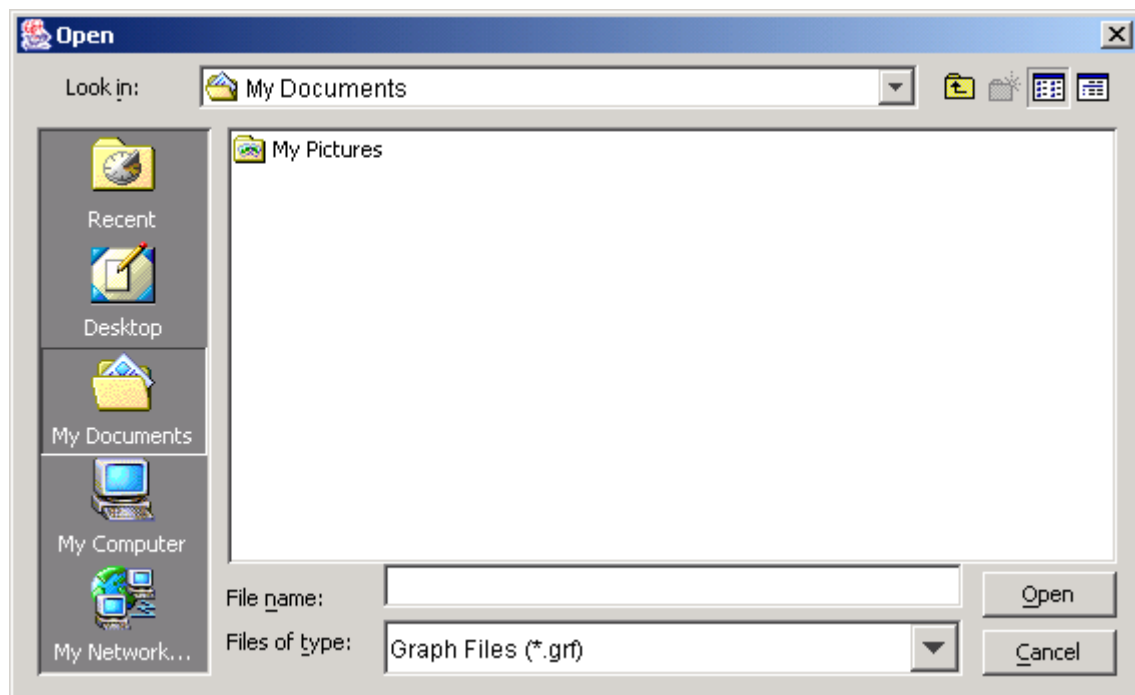 Open
Look in:
My Documents
My Pictures
Recent
Desktop
My Documents
My Computer
My Network...
File name:
Open
Files of type:
Graph Files (*.grf)
Cancel